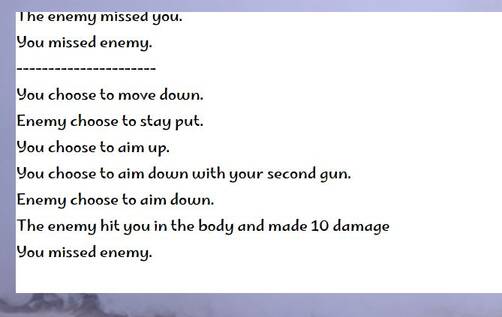 The enemy missed you.
You missed enemy.
----------------------
You choose to move down.
Enemy choose to stay put.
You choose to aim up.
You choose to aim down with your second gun.
Enemy choose to aim down.
The enemy hit you in the body and made 10 damage
You missed enemy.